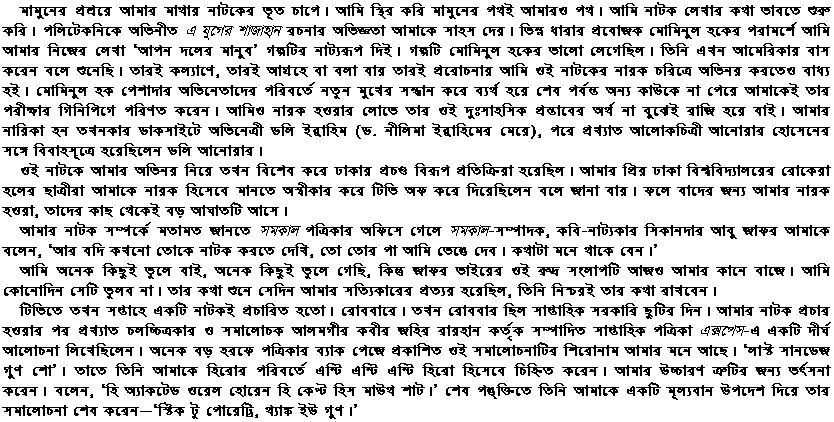 মামুনের প্রশ্রয়ে আমার মাথার নাটকের ভূত চাপে। আমি স্থির করি মামুনের পথই আমারও পথ। আমি নাটক লেখার কথা ভাবতে শুরু
করি। পলিটেকনিকে অভিনীত এ যুগের শাজাহান রচনার অভিজ্ঞতা আমাকে সাহস দেয়। ভিন্ন ধারার প্রযোজক মোমিনুল হকের পরামর্শে আমি
আমার নিজের লেখা ‘আপন দলের মানুষ’ গল্পটির নাট্যরূপ দিই। গল্পটি মোমিনুল হকের ভালো লেগেছিল। তিনি এখন আমেরিকার বাস
করেন বলে শুনেছি। তারই কল্যাণে, তারই আগ্রহে বা বলা যায় তারই প্ররোচনার আমি ওই নাটকের নায়ক চরিত্রে অভিনয় করতেও বাধ্য
হই। মোমিনুল হক পেশাদার অভিনেতাদের পরিবর্তে নতুন মুখের সন্ধান করে ব্যর্থ হয়ে শেষ পর্যন্ত অন্য কাউকে না পেয়ে আমাকেই তার
পরীক্ষার গিনিপিগে পরিণত করেন। আমিও নায়ক হওয়ার লোভে তার ওই দুঃসাহসিক প্রস্তাবের অর্থ না বুঝেই রাজি হয়ে যাই। আমার
নায়িকা হন তখনকার ডাকসাইটে অভিনেত্রী ডলি ইব্রাহিম (ড. নীলিমা ইব্রাহিমের মেয়ে), পরে প্রখ্যাত আলোকচিত্রী আনোয়ার হোসেনের
সঙ্গে বিবাহসূত্রে হয়েছিলেন ডলি আনোয়ার।
ওই নাটকে আমার অভিনয় নিয়ে তখন বিশেষ করে ঢাকার প্রচণ্ড বিরূপ প্রতিক্রিয়া হয়েছিল। আমার প্রিয় ঢাকা বিশ্ববিদ্যালয়ের রোকেয়া
হলের ছাত্রীরা আমাকে নায়ক হিসেবে মানতে অস্বীকার করে টিভি অফ করে দিয়েছিলেন বলে জানা যায়। ফলে যাদের জন্য আমার নায়ক
হওয়া, তাদের কাছ থেকেই বড় আঘাতটি আসে।
আমার নাটক সম্পর্কে মতামত জানতে সমকাল পত্রিকার অফিসে গেলে সমকাল-সম্পাদক, কবি-নাট্যকার সিকানদার আবু জাফর আমাকে
বলেন, ‘আর যদি কখনো তোকে নাটক করতে দেখি, তো তোর পা আমি ভেঙে দেব। কথাটা মনে থাকে যেন।’
আমি অনেক কিছুই ভুলে যাই, অনেক কিছুই ভুলে গেছি, কিন্তু জাফর ভাইয়ের ওই রুদ্ধ সংলাপটি আজও আমার কানে বাজে। আমি
কোনোদিন সেটি ভুলব না। তার কথা শুনে সেদিন আমার সত্যিকারের প্রত্যয় হয়েছিল, তিনি নিশ্চয়ই তার কথা রাখবেন।
টিভিতে তখন সপ্তাহে একটি নাটকই প্রচারিত হতো। রোববারে। তখন রোববার ছিল সাপ্তাহিক সরকারি ছুটির দিন। আমার নাটক প্রচার
হওয়ার পর প্রখ্যাত চলচ্চিত্রকার ও সমালোচক আলমগীর কবীর জহির রায়হান কর্তৃক সম্পাদিত সাপ্তাহিক পত্রিকা এক্সপ্রেস-এ একটি দীর্ঘ
আলোচনা লিখেছিলেন। অনেক বড় হরফে পত্রিকার ব্যাক পেজে প্রকাশিত ওই সমালোচনাটির শিরোনাম আমার মনে আছে। ‘লাস্ট সানডেজ
গুণ শো’। তাতে তিনি আমাকে হিরোর পরিবর্তে এন্টি এন্টি এন্টি হিরো হিসেবে চিহ্নিত করেন। আমার উচ্চারণ ত্রুটির জন্য ভর্ৎসনা
করেন। বলেন, ‘হি অ্যাকটেড ওয়েল হোয়েন হি কেপ্ট হিস মাউথ শাট।’ শেষ পঙ্ক্তিতে তিনি আমাকে একটি মূল্যবান উপদেশ দিয়ে তার
সমালোচনা শেষ করেন—‘স্টিক টু পোয়েট্রি, থ্যাঙ্ক ইউ গুণ।’